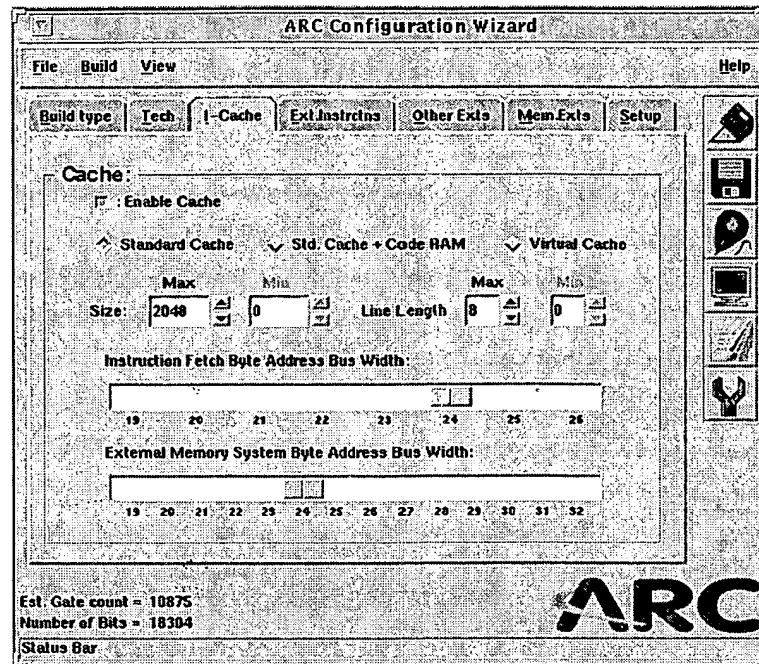 ARC Configuration Wizard
File Build View Help
Build type Tech I-Cache Ext.Instrctns Other Exts Mem.Exts Setup
Cache:
: Enable Cache
Standard Cache Std. Cache + Code RAM Virtual Cache
Max Min Max Min
Size: 2048 0 Line Length 8 0
Instruction Fetch Byte Address Bus Width:
19 20 21 22 23 24 25 26
External Memory System Byte Address Bus Width:
19 20 21 22 23 24 25 26 27 28 29 30 31 32
Est. Gate count = 10875
Number of Bits = 18304
ARC
Status Bar